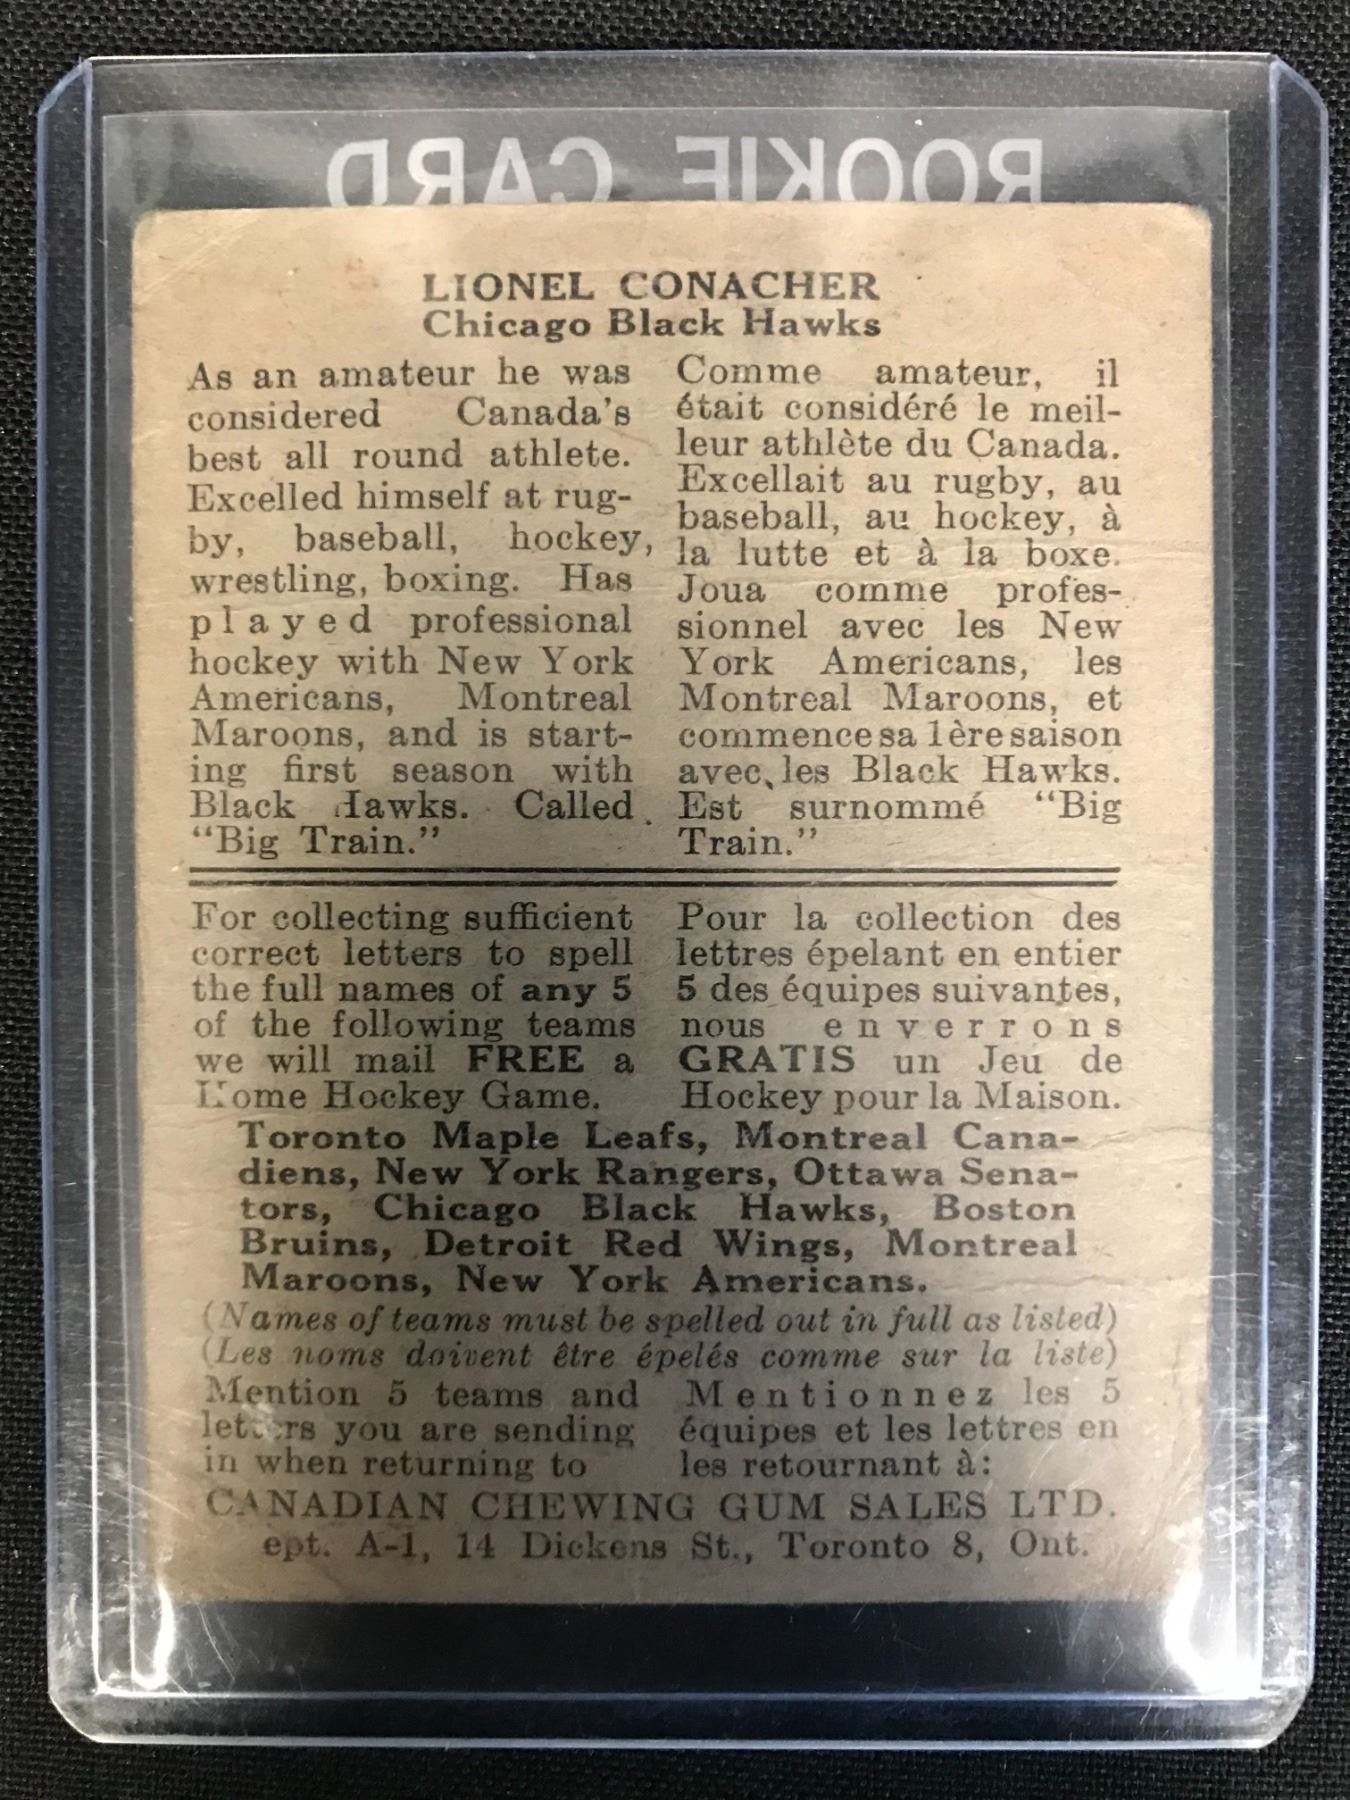 ROOKIE CARD
LIONEL CONACHER
Chicago Black Hawks
As an amateur he was
considered Canada's
best all round athlete.
Excelled himself at rug-
by, baseball, hockey,
wrestling, boxing. Has
played professional
hockey with New York
Americans, Montreal
Maroons, and is start-
ing first season with
Black Hawks. Called
"Big Train."
Comme amateur, il
était considéré le meil-
leur athlète du Canada.
Excellait au rugby, au
baseball, au hockey, à
la lutte et à la boxe.
Joua comme profes-
sionnel avec les New
York Americans, les
Montreal Maroons, et
commence sa 1ère saison
avec les Black Hawks.
Est surnommé "Big
Train."
For collecting sufficient
correct letters to spell
the full names of any 5
of the following teams
we will mail FREE a
Home Hockey Game.
Pour la collection des
lettres épelant en entier
5 des équipes suivantes,
nous enverrons
GRATIS un Jeu de
Hockey pour la Maison.
Toronto Maple Leafs, Montreal Cana-
diens, New York Rangers, Ottawa Sena-
tors, Chicago Black Hawks, Boston
Bruins, Detroit Red Wings, Montreal
Maroons, New York Americans.
(Names of teams must be spelled out in full as listed)
(Les noms doivent être épelés comme sur la liste)
Mention 5 teams and
letters you are sending
in when returning to
Mentionnez les 5
équipes et les lettres en
les retournant à:
CANADIAN CHEWING GUM SALES LTD.
ept. A-1, 14 Dickens St., Toronto 8, Ont.